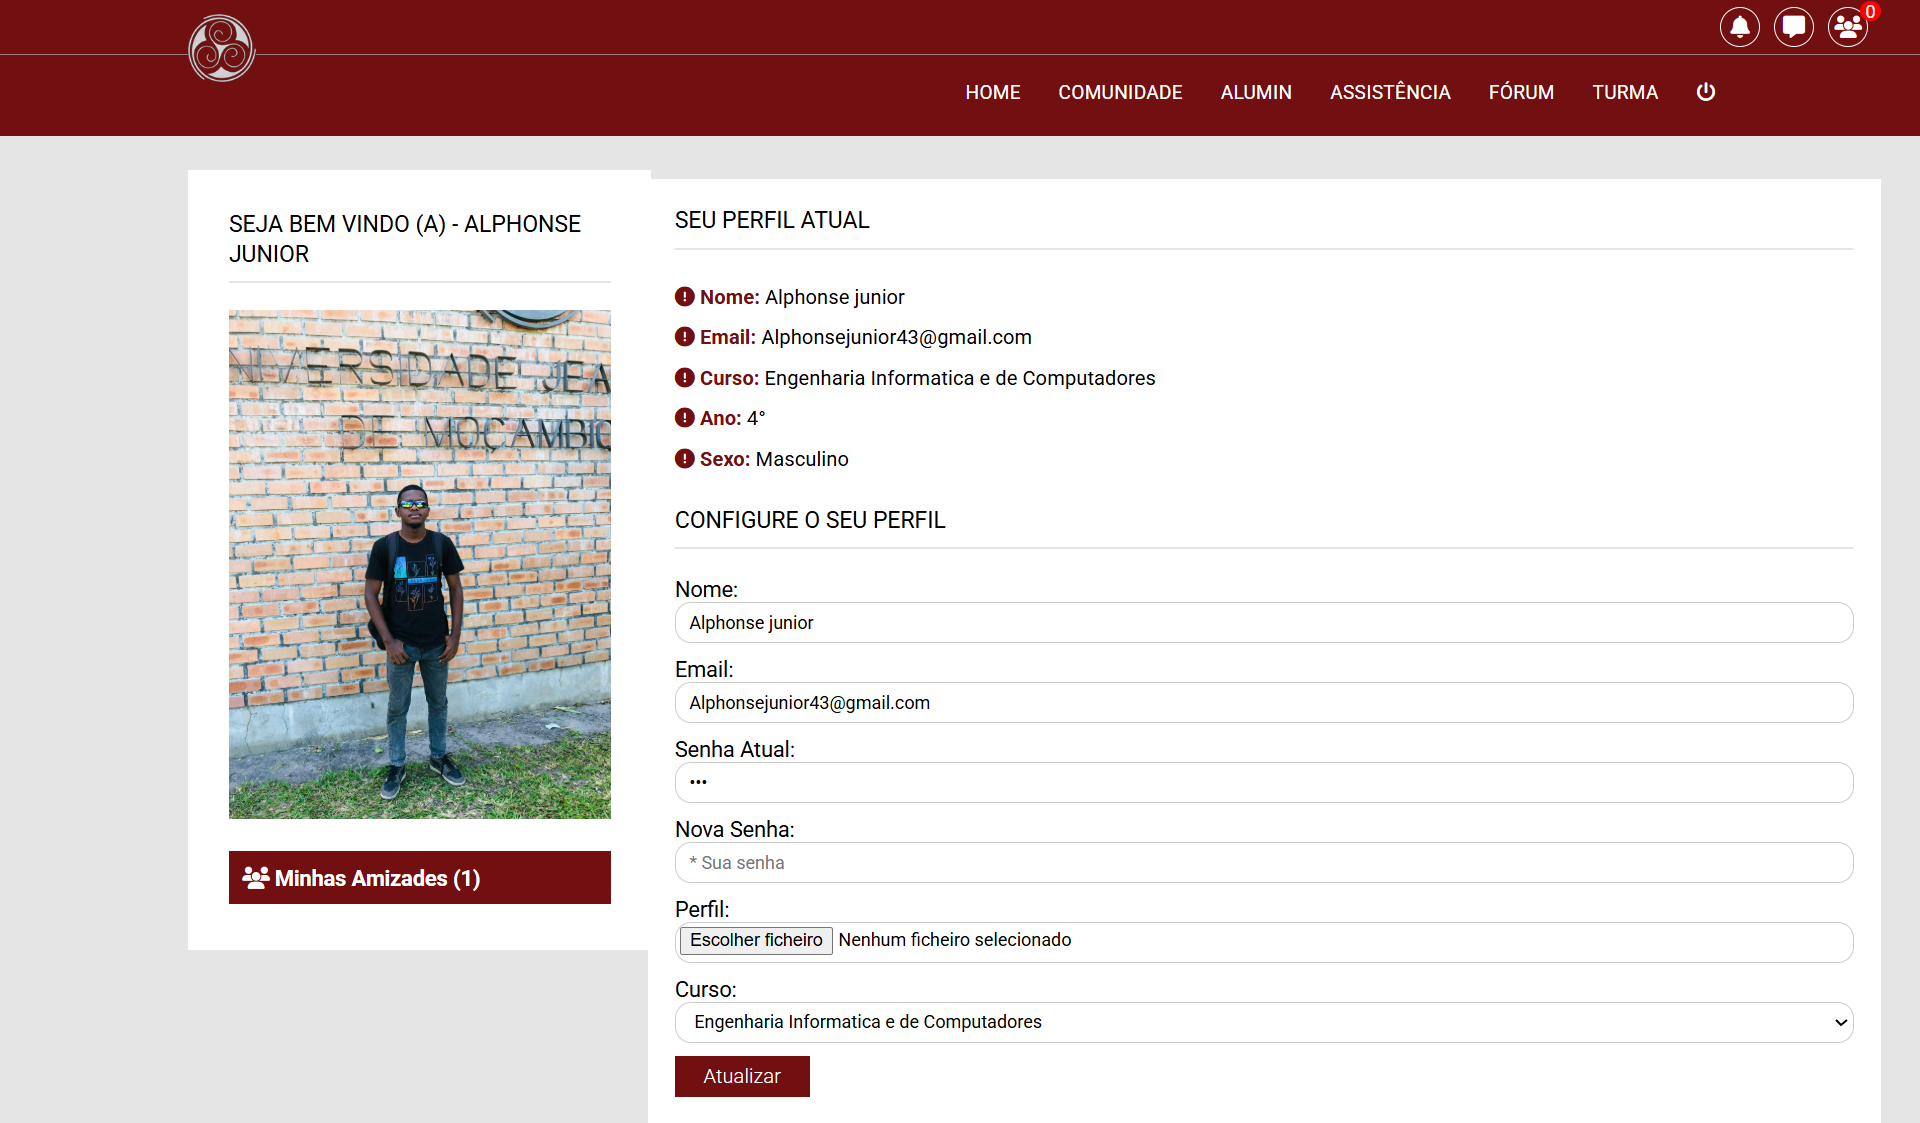 0
HOME COMUNIDADE ALUMIN ASSISTÊNCIA FÓRUM TURMA
SEJA BEM VINDO (A) - ALPHONSE
JUNIOR
NIVERSIDADE JEA
DE MOÇAMBIQ
Minhas Amizades (1)
SEU PERFIL ATUAL
Nome: Alphonse junior
Email: Alphonsejunior43@gmail.com
Curso: Engenharia Informatica e de Computadores
Ano: 4°
Sexo: Masculino
CONFIGURE O SEU PERFIL
Nome:
Alphonse junior
Email:
Alphonsejunior43@gmail.com
Senha Atual:
•••
Nova Senha:
* Sua senha
Perfil:
Escolher ficheiro Nenhum ficheiro selecionado
Curso:
Engenharia Informatica e de Computadores
Atualizar